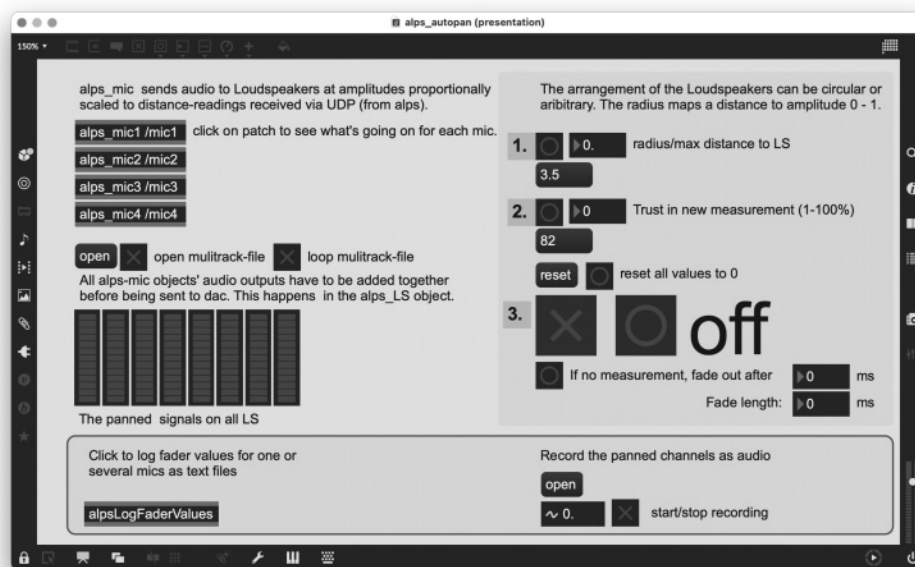 alps_autopan (presentation)
150%
alps_mic sends audio to Loudspeakers at amplitudes proportionally
scaled to distance-readings received via UDP (from alps).
alps_mic1 /mic1
click on patch to see what's going on for each mic.
alps_mic2 /mic2
alps_mic3 /mic3
alps_mic4 /mic4
open
open mulitrack-file
loop mulitrack-file
All alps-mic objects' audio outputs have to be added together
before being sent to dac. This happens in the alps_LS object.
The panned signals on all LS
The arrangement of the Loudspeakers can be circular or
aribitrary. The radius maps a distance to amplitude 0 - 1.
1.
0.
radius/max distance to LS
3.5
2.
0
Trust in new measurement (1-100%)
82
reset
reset all values to 0
3.
off
If no measurement, fade out after
0
ms
Fade length:
0
ms
Click to log fader values for one or
several mics as text files
alpsLogFaderValues
Record the panned channels as audio
open
0.
start/stop recording